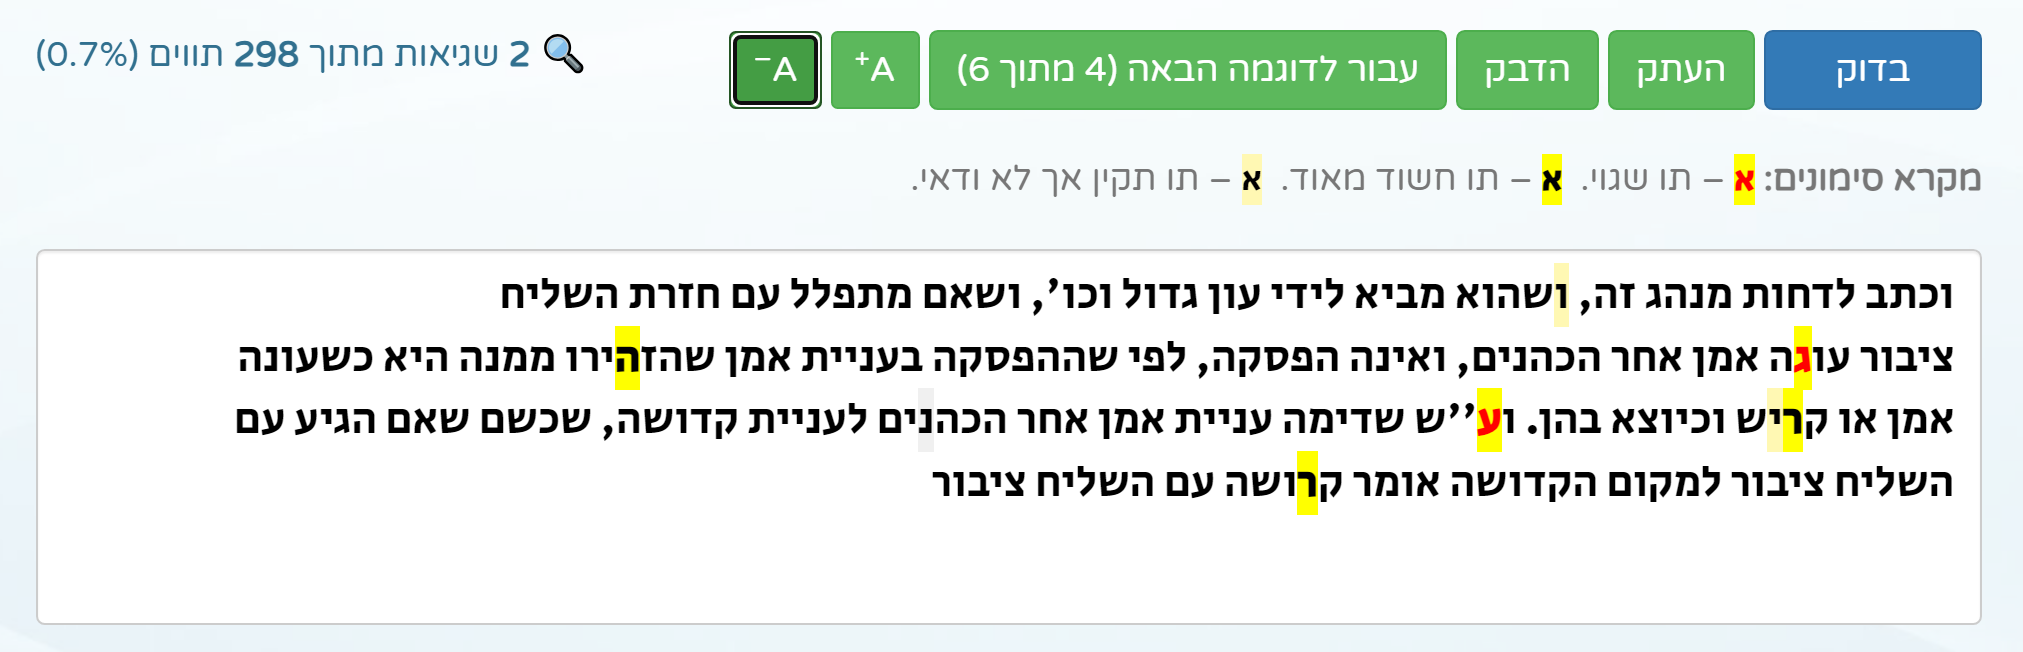 בדוק העתק הדבק עבור לדוגמה הבאה (4 מתוך 6) A+ A− 2 שגיאות מתוך 298 תווים (0.7%)
מקרא סימונים: א – תו שגוי. א – תו חשוד מאוד. א – תו תקין אך לא ודאי.
וכתב לדחות מנהג זה, ושהוא מביא לידי עון גדול וכו', ושאם מתפלל עם חזרת השליח
ציבור עוגה אמן אחר הכהנים, ואינה הפסקה, לפי שההפסקה בעניית אמן שהזהירו ממנה היא כשעונה
אמן או קריש וכיוצא בהן. וע''ש שדימה עניית אמן אחר הכהנים לעניית קדושה, שכשם שאם הגיע עם
השליח ציבור למקום הקדושה אומר קרושה עם השליח ציבור